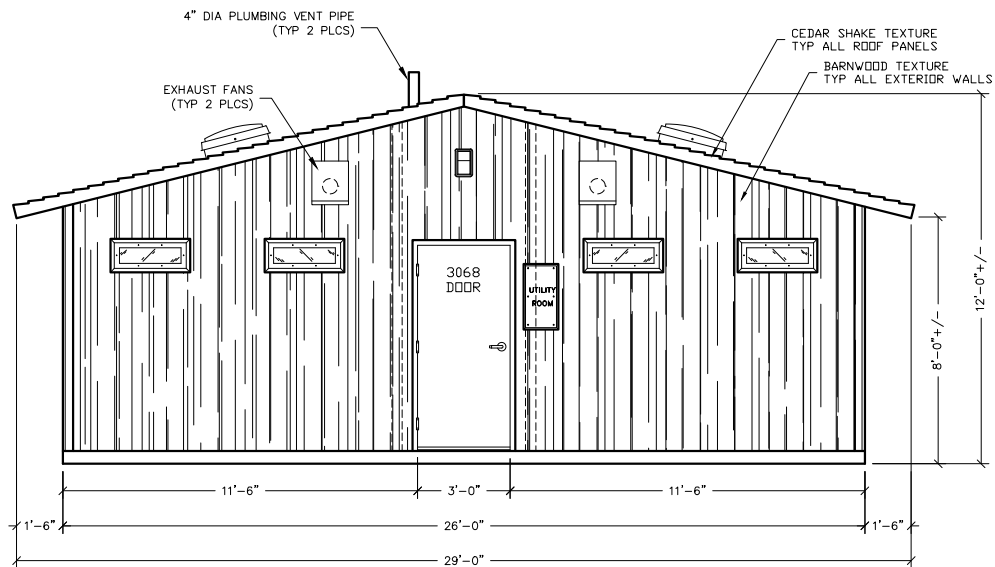 4" DIA PLUMBING VENT PIPE
(TYP 2 PLCS)
CEDAR SHAKE TEXTURE
TYP ALL ROOF PANELS
BARNWOOD TEXTURE
TYP ALL EXTERIOR WALLS
EXHAUST FANS
(TYP 2 PLCS)
3068
DOOR
UTILITY
ROOM
12'-0"+/-
8'-0"+/-
11'-6"
3'-0"
11'-6"
1'-6"
26'-0"
1'-6"
29'-0"